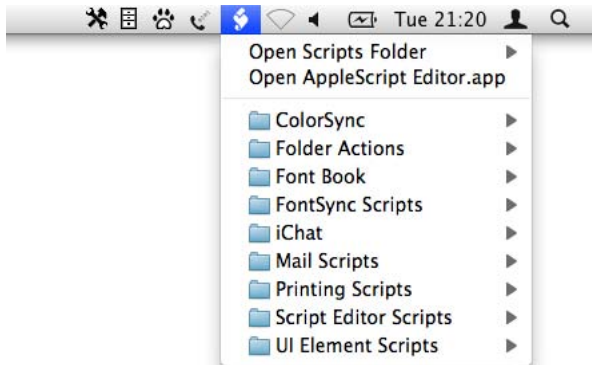 Tue 21:20
Open Scripts Folder
Open AppleScript Editor.app
ColorSync
Folder Actions
Font Book
FontSync Scripts
iChat
Mail Scripts
Printing Scripts
Script Editor Scripts
UI Element Scripts